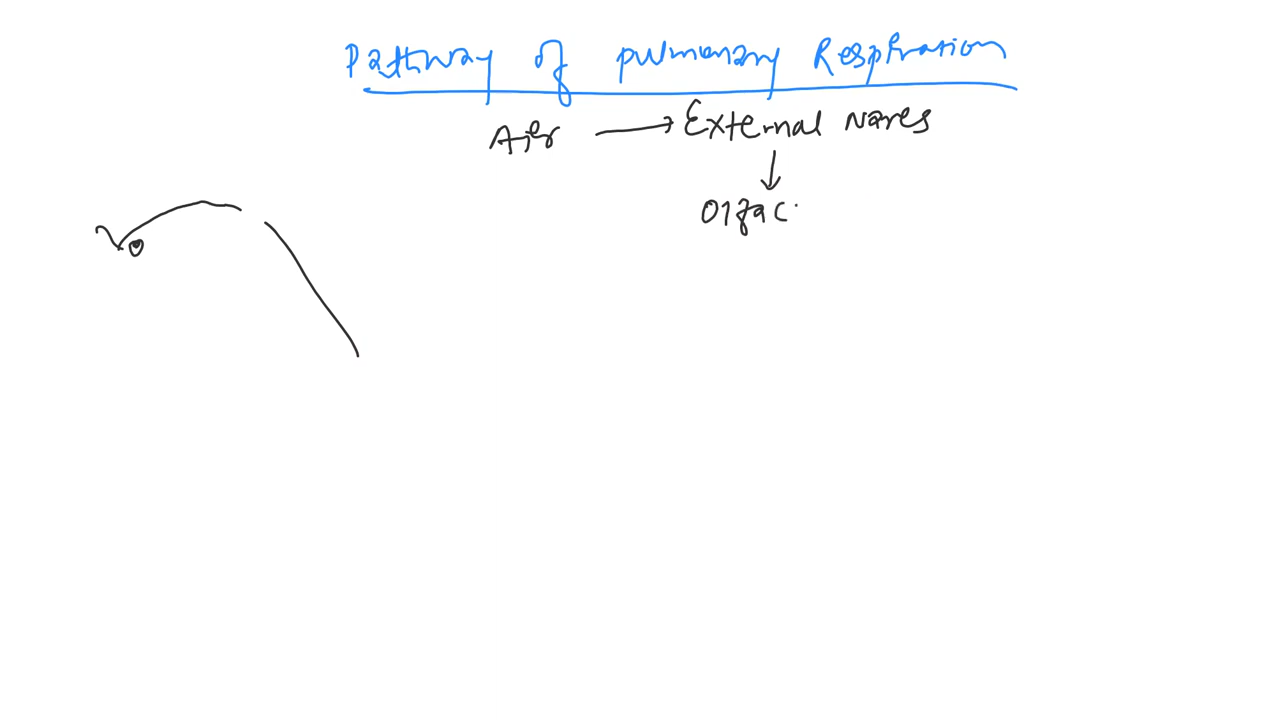 Pathway of pulmonary Respiration
Air → External Nares
↓
Olfac